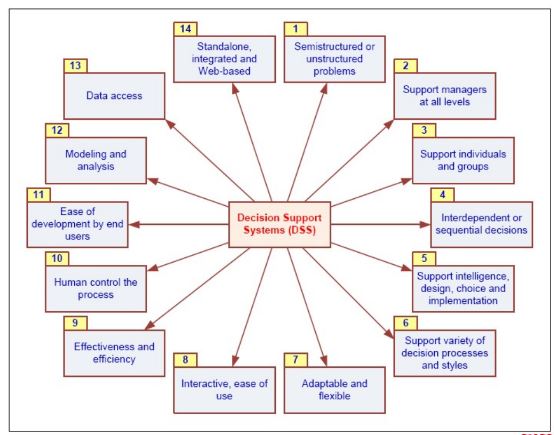 14
Standalone,
integrated and
Web-based
1
Semistructured or
unstructured
problems
13
Data access
2
Support managers
at all levels
12
Modeling and
analysis
3
Support individuals
and groups
11
Ease of
development by end
users
Decision Support
Systems (DSS)
4
Interdependent or
sequential decisions
10
Human control the
process
5
Support intelligence,
design, choice and
implementation
9
Effectiveness and
efficiency
6
Support variety of
decision processes
and styles
8
Interactive, ease of
use
7
Adaptable and
flexible